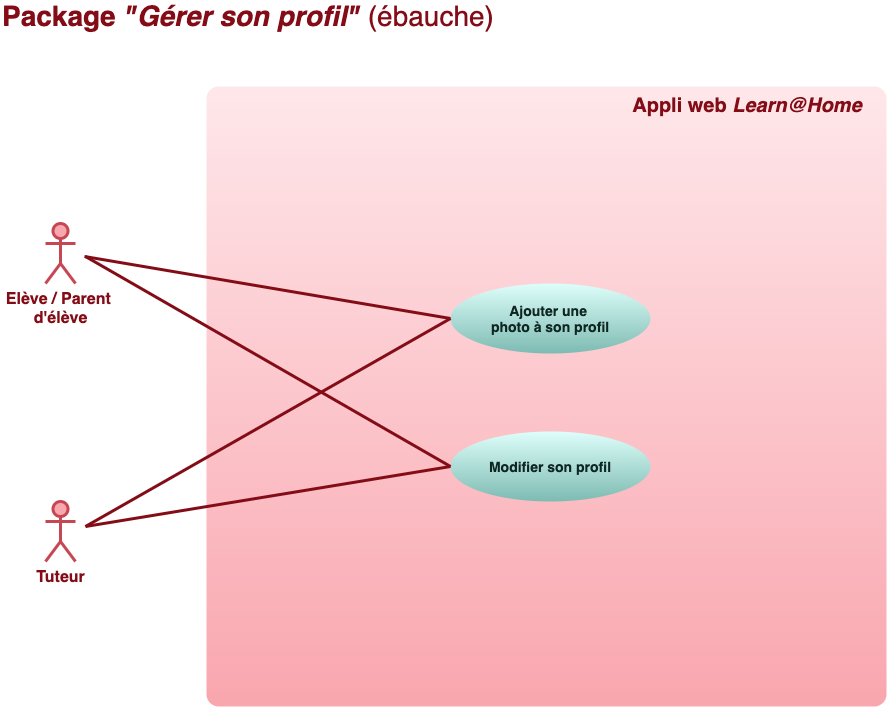 Package "Gérer son profil" (ébauche)
Appli web Learn@Home
Elève / Parent
d'élève
Ajouter une
photo à son profil
Modifier son profil
Tuteur